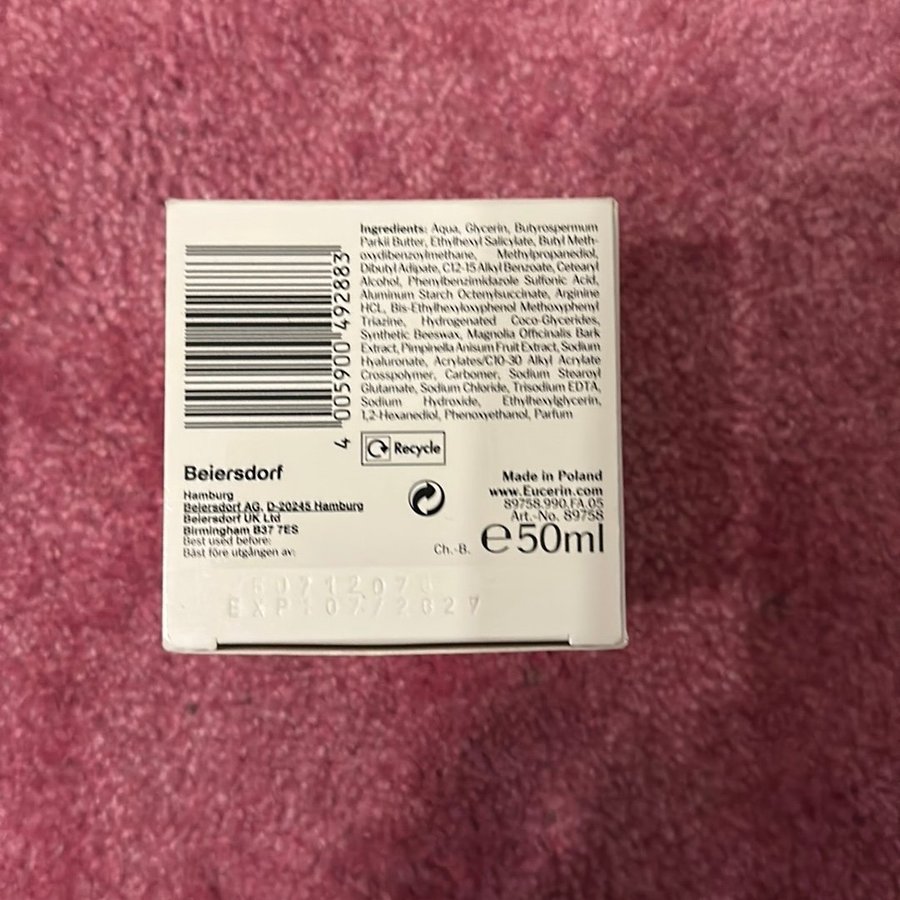 Ingredients: Aqua, Glycerin, Butyrospermum
Parkii Butter, Ethylhexyl Salicylate, Butyl Meth-
oxydibenzoylmethane, Methylpropanediol,
Dibutyl Adipate, C12-15 Alkyl Benzoate, Cetearyl
Alcohol, Phenylbenzimidazole Sulfonic Acid,
Aluminum Starch Octenylsuccinate, Arginine
HCL, Bis-Ethylhexyloxyphenol Methoxyphenyl
Triazine, Hydrogenated Coco-Glycerides,
Synthetic Beeswax, Magnolia Officinalis Bark
Extract, Pimpinella Anisum Fruit Extract, Sodium
Hyaluronate, Acrylates/C10-30 Alkyl Acrylate
Crosspolymer, Carbomer, Sodium Stearoyl
Glutamate, Sodium Chloride, Trisodium EDTA,
Sodium Hydroxide, Ethylhexylglycerin,
1,2-Hexanediol, Phenoxyethanol, Parfum
4 005900 492883
Recycle
Beiersdorf
Hamburg
Beiersdorf AG, D-20245 Hamburg
Beiersdorf UK Ltd
Birmingham B37 7ES
Best used before:
Bäst före utgången av:
Made in Poland
www.Eucerin.com
89758.990.FA.05
Art.-No. 89758
Ch.-B. e50ml
EXP 07/2027